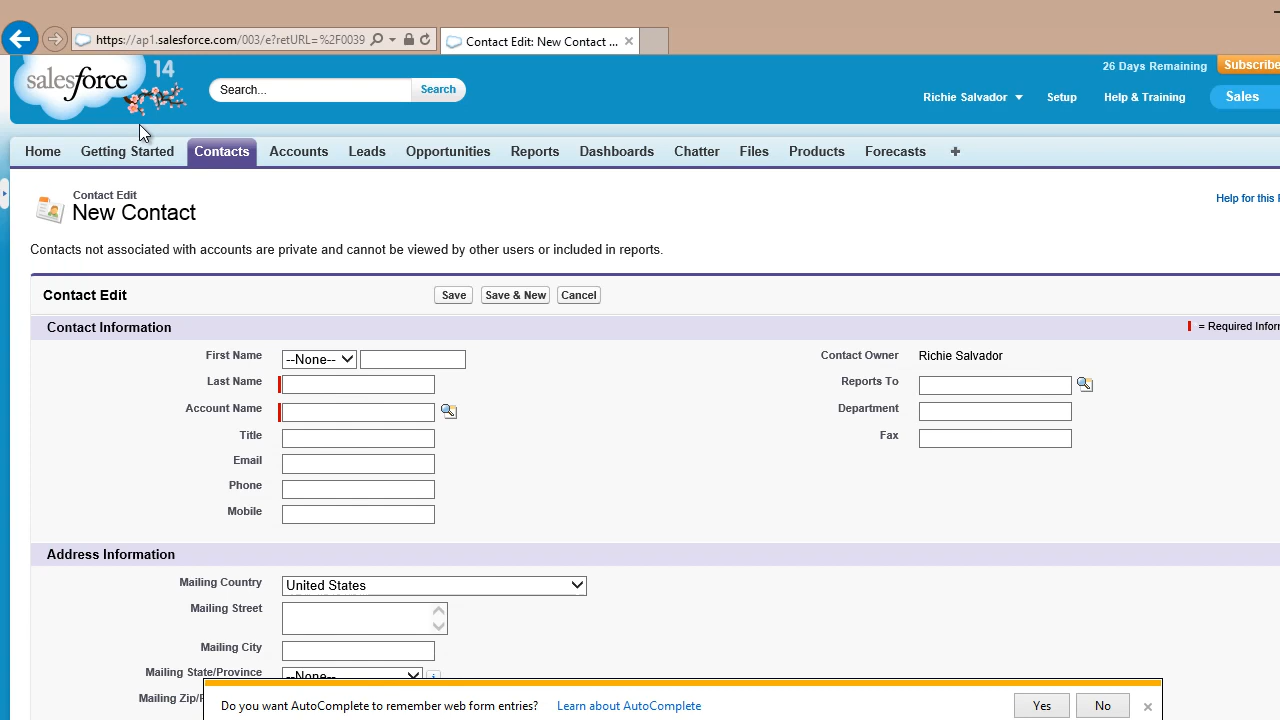 https://ap1.salesforce.com/003/e?retURL=%2F0039
Contact Edit: New Contact ...
salesforce 14
Search...
Search
26 Days Remaining
Subscribe
Richie Salvador
Setup
Help & Training
Sales
Home
Getting Started
Contacts
Accounts
Leads
Opportunities
Reports
Dashboards
Chatter
Files
Products
Forecasts
+
Contact Edit
New Contact
Help for this
Contacts not associated with accounts are private and cannot be viewed by other users or included in reports.
Contact Edit
Save
Save & New
Cancel
Contact Information
= Required Infor
First Name
--None--
Contact Owner
Richie Salvador
Last Name
Reports To
Account Name
Department
Title
Fax
Email
Phone
Mobile
Address Information
Mailing Country
United States
Mailing Street
Mailing City
Mailing State/Province
--None--
Mailing Zip/
Do you want AutoComplete to remember web form entries?
Learn about AutoComplete
Yes
No